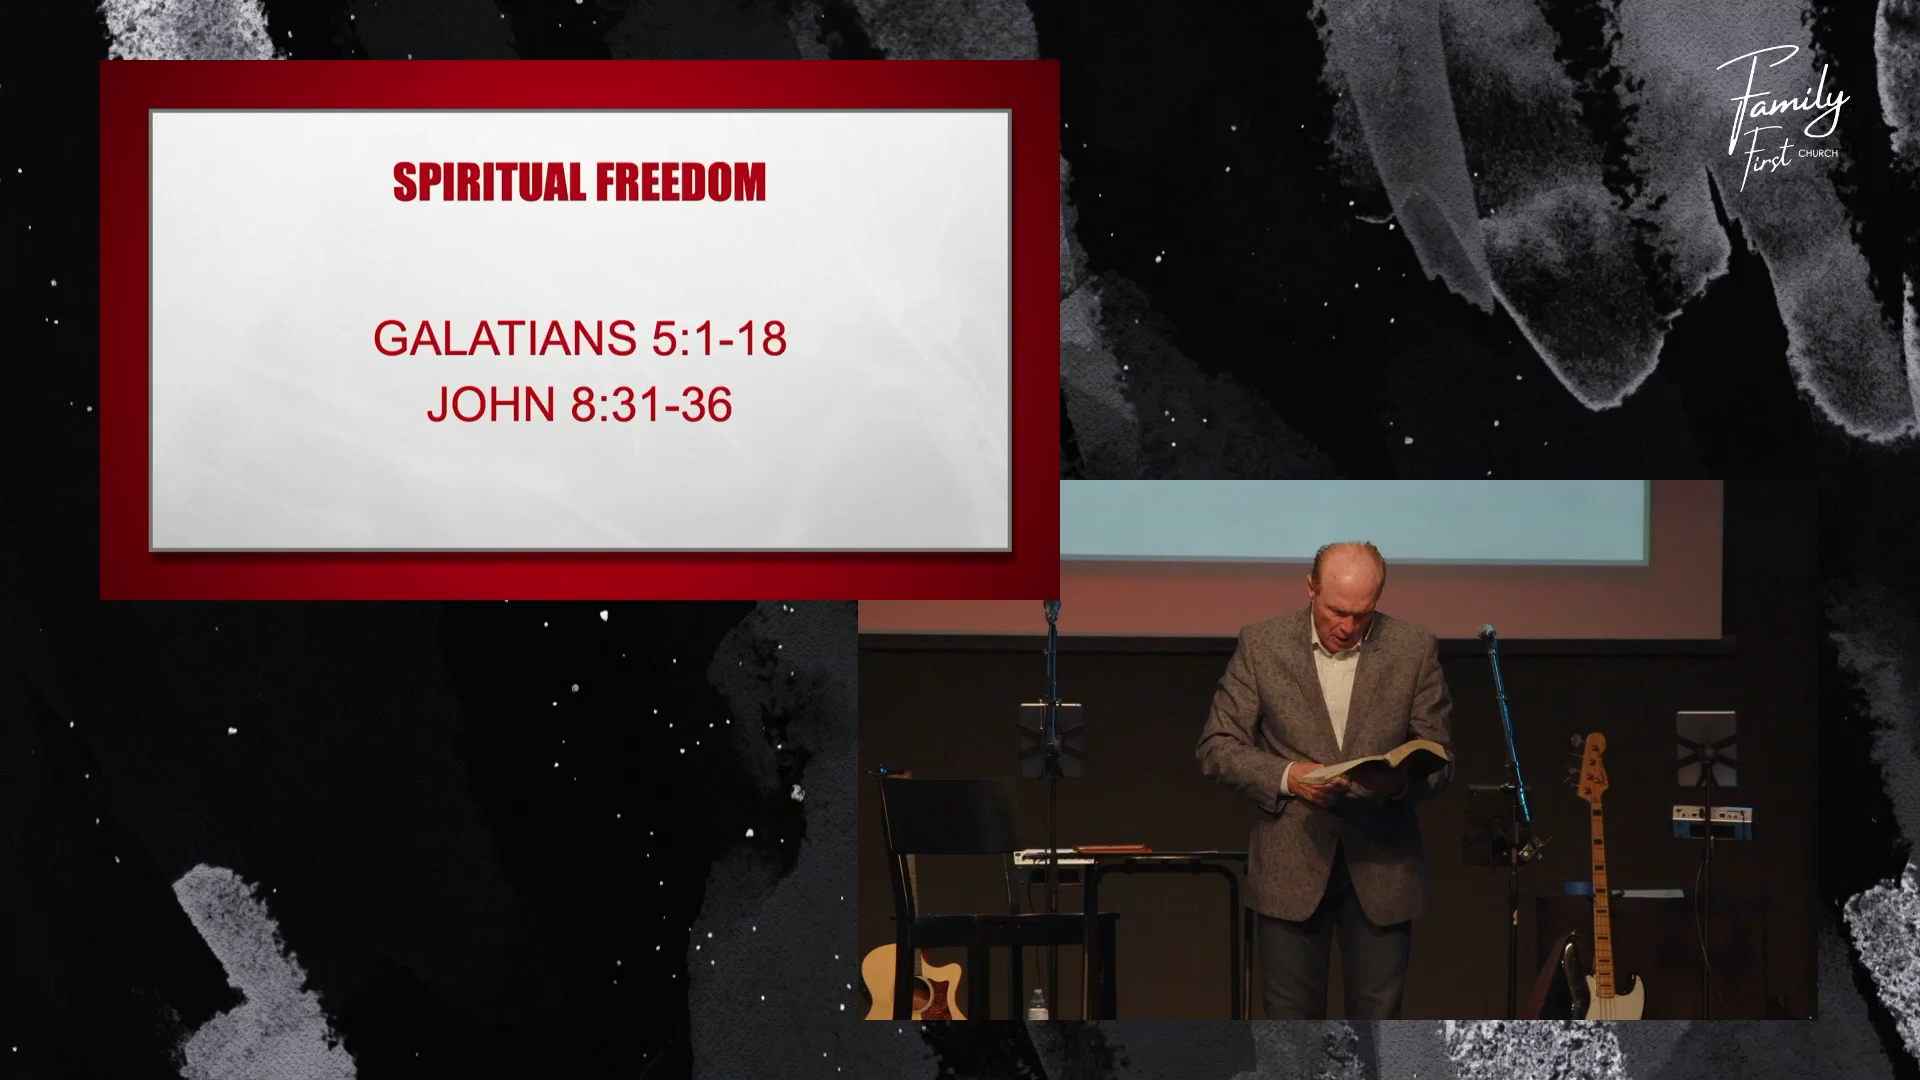 SPIRITUAL FREEDOM
GALATIANS 5:1-18
JOHN 8:31-36
Family
First CHURCH